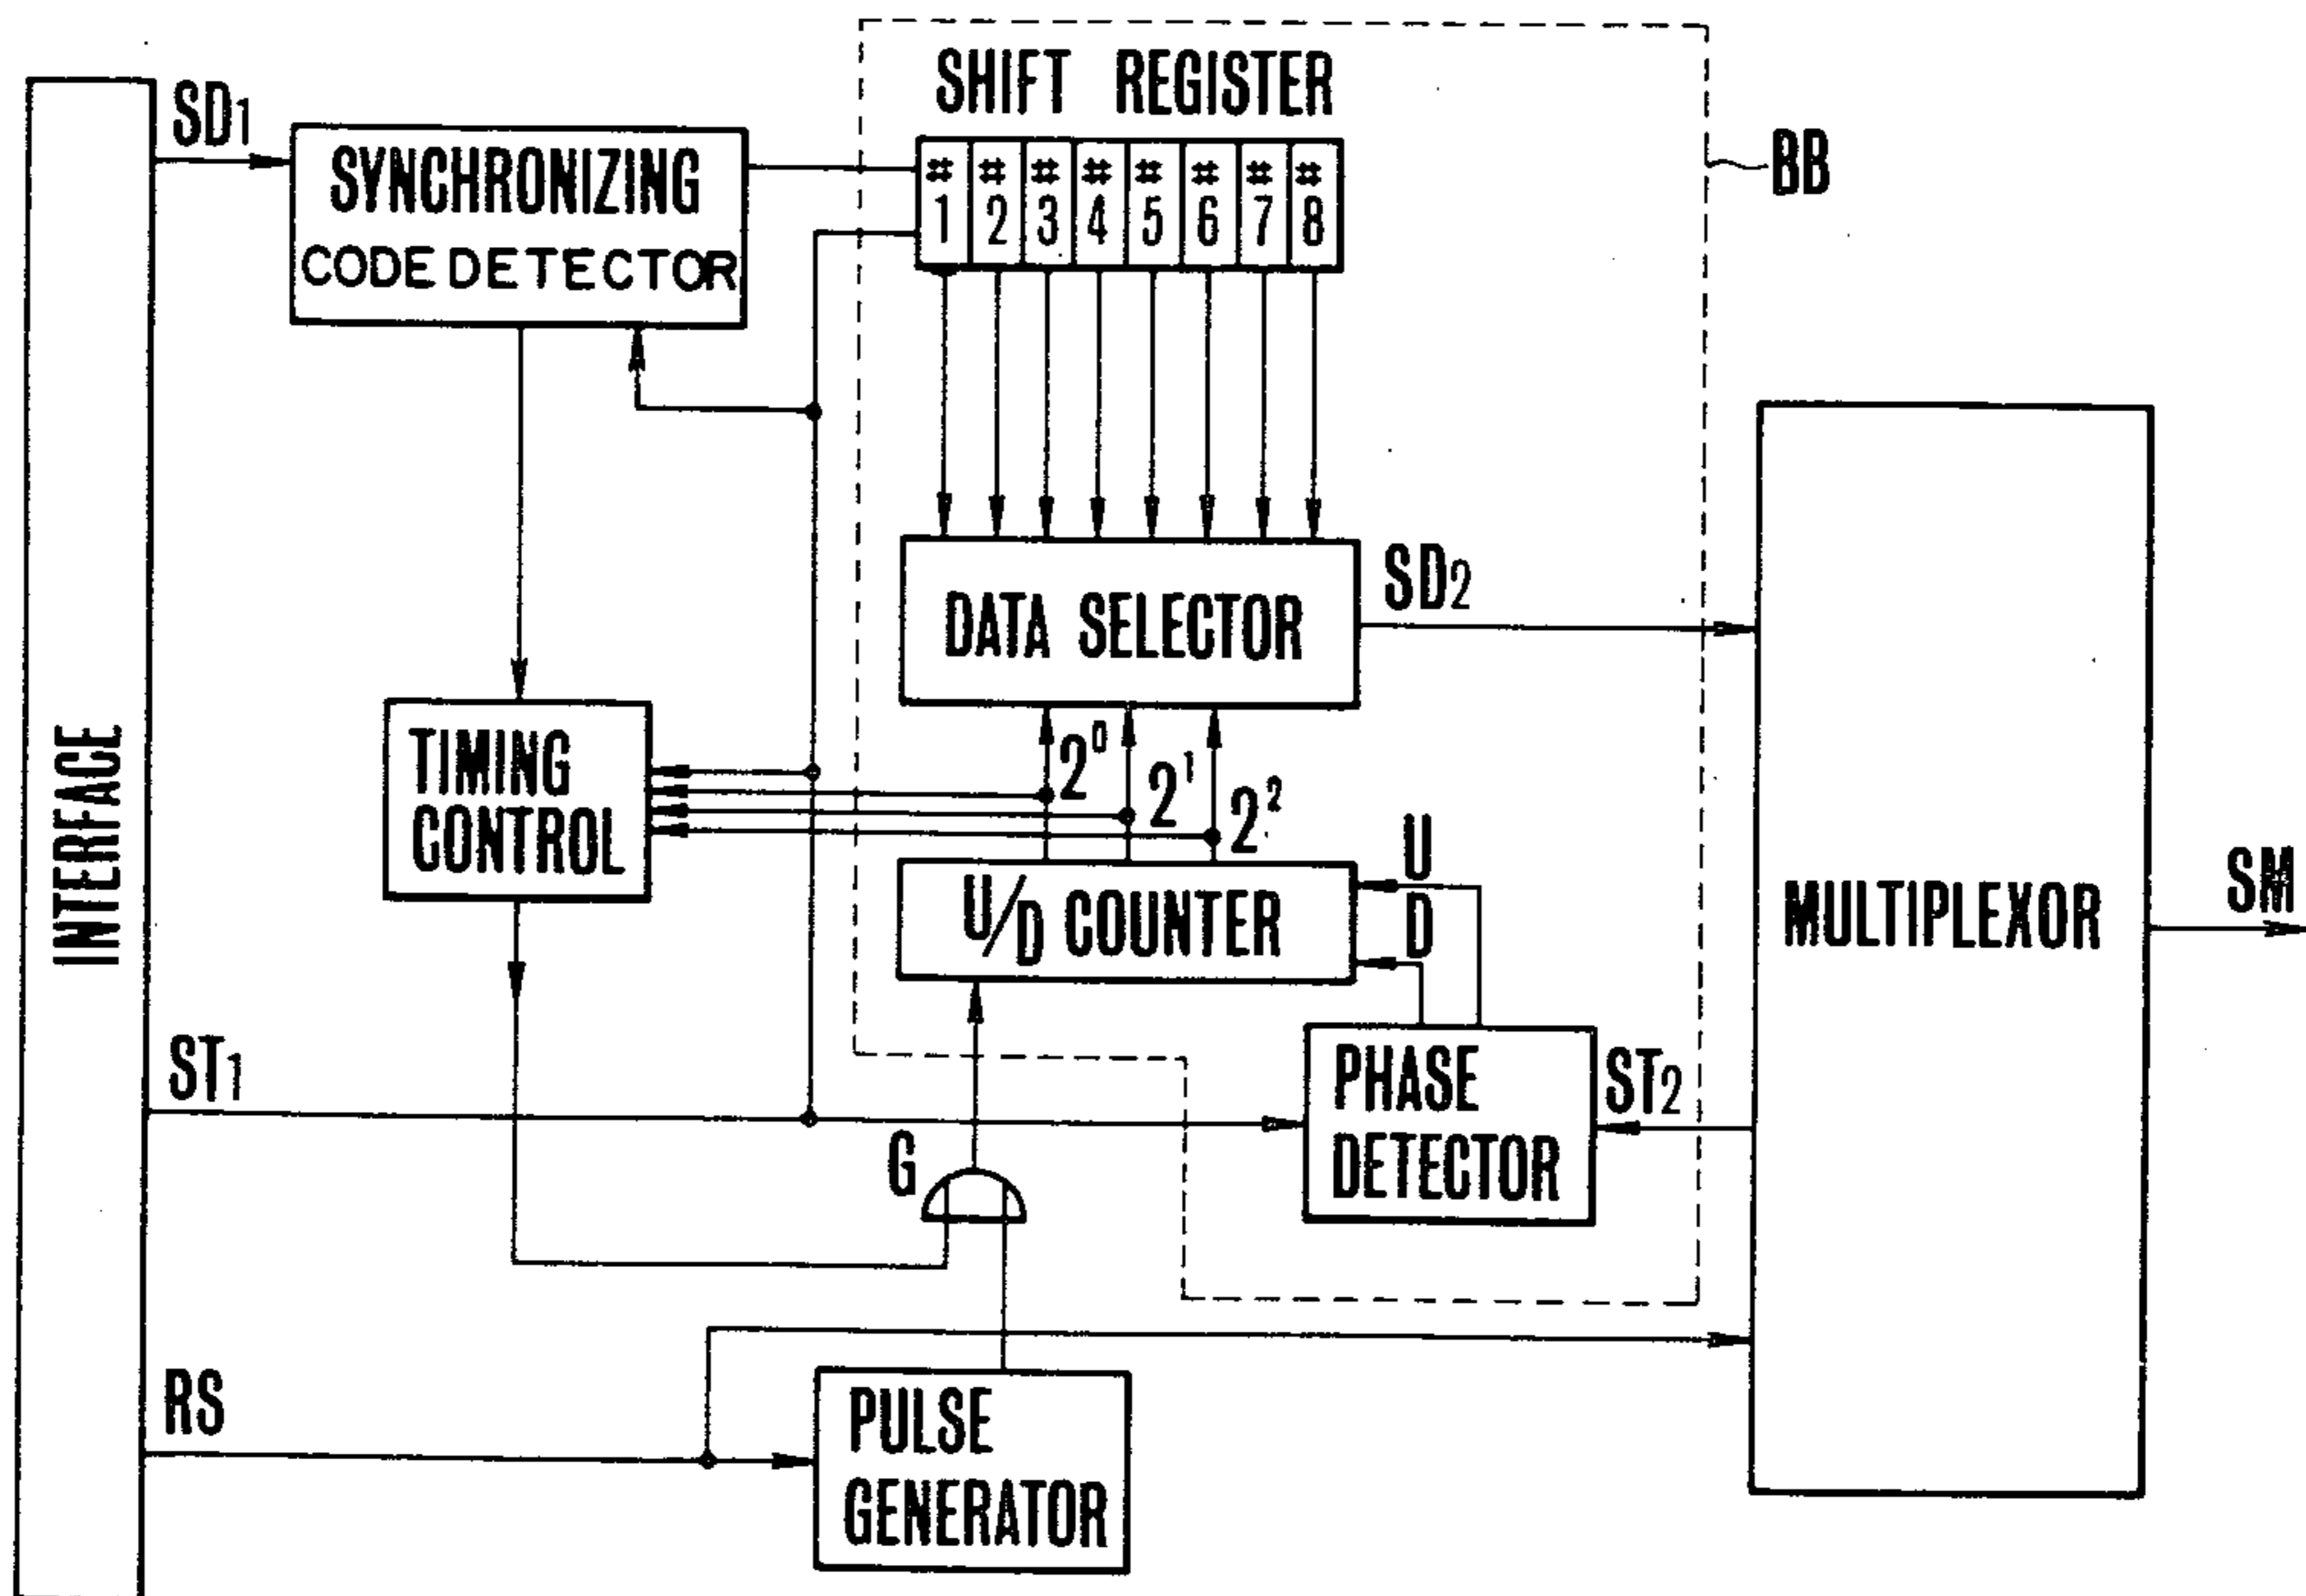 SHIFT REGISTER
SD1
BB
SYNCHRONIZING
CODE DETECTOR
# # # # # # # #
1 2 3 4 5 6 7 8
SD2
DATA SELECTOR
INTERFACE
TIMING
CONTROL
2⁰
2¹
2²
U
D
U/D COUNTER
MULTIPLEXOR
SM
ST1
G
PHASE
DETECTOR
ST2
RS
PULSE
GENERATOR